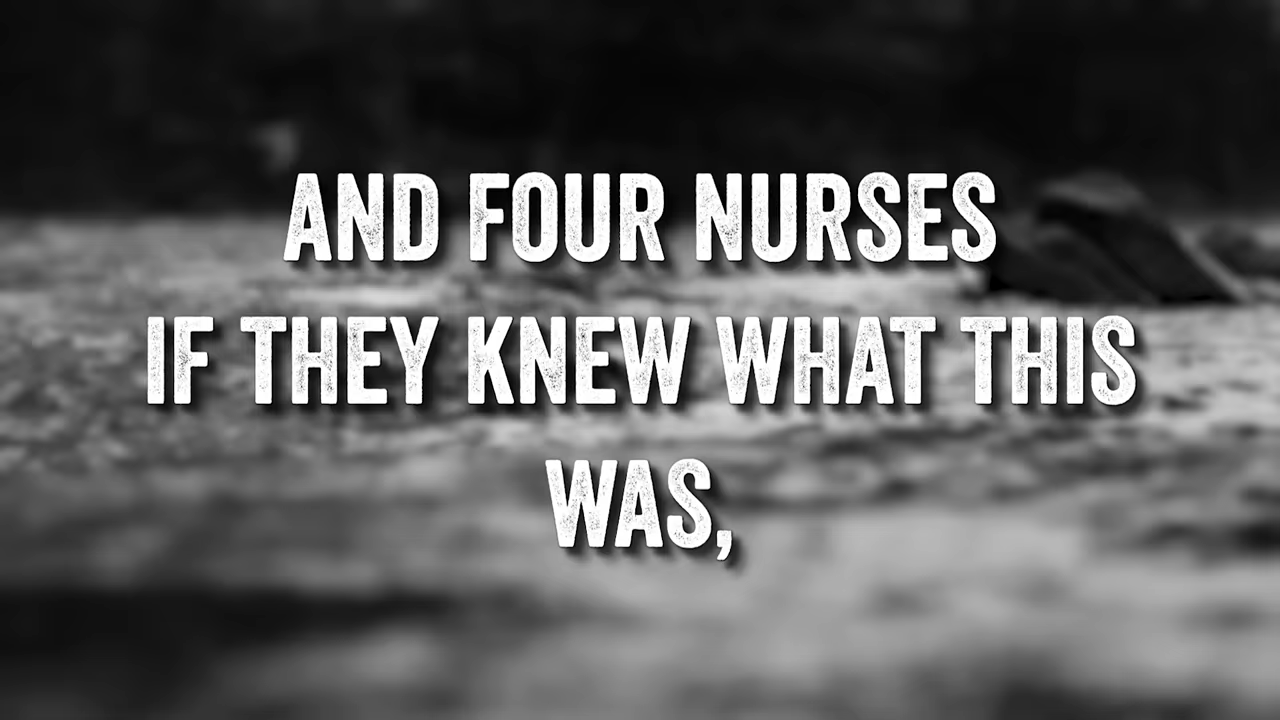 AND FOUR NURSES
IF THEY KNEW WHAT THIS
WAS,